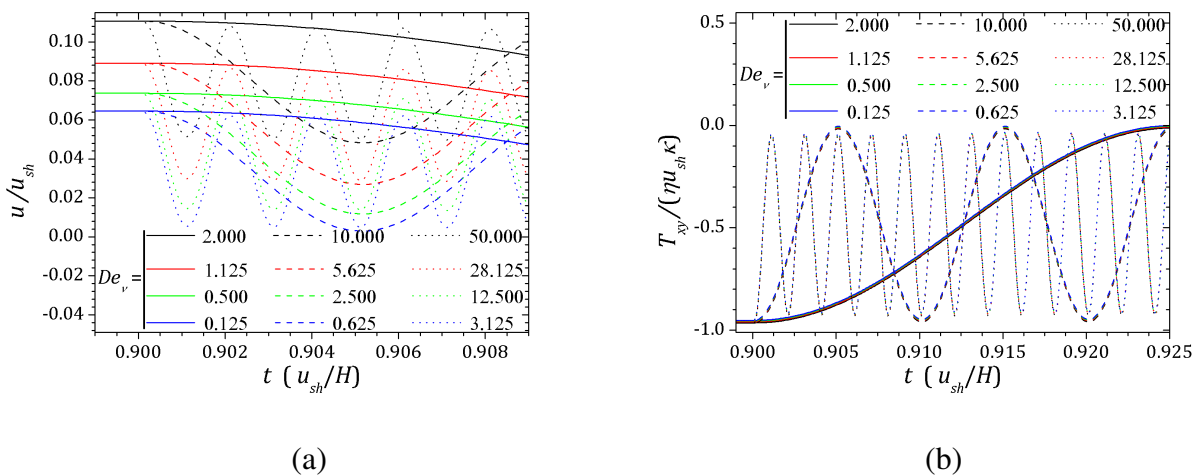 0.10
0.08
0.06
0.04
0.02
0.00
-0.02
-0.04
u/u_sh
De_ν =
2.000 10.000 50.000
1.125 5.625 28.125
0.500 2.500 12.500
0.125 0.625 3.125
0.900 0.902 0.904 0.906 0.908
t ( u_sh/H)
(a)
0.5
0.0
-0.5
-1.0
T_xy/(ηu_shκ)
De_ν =
2.000 10.000 50.000
1.125 5.625 28.125
0.500 2.500 12.500
0.125 0.625 3.125
0.900 0.905 0.910 0.915 0.920 0.925
t ( u_sh/H)
(b)